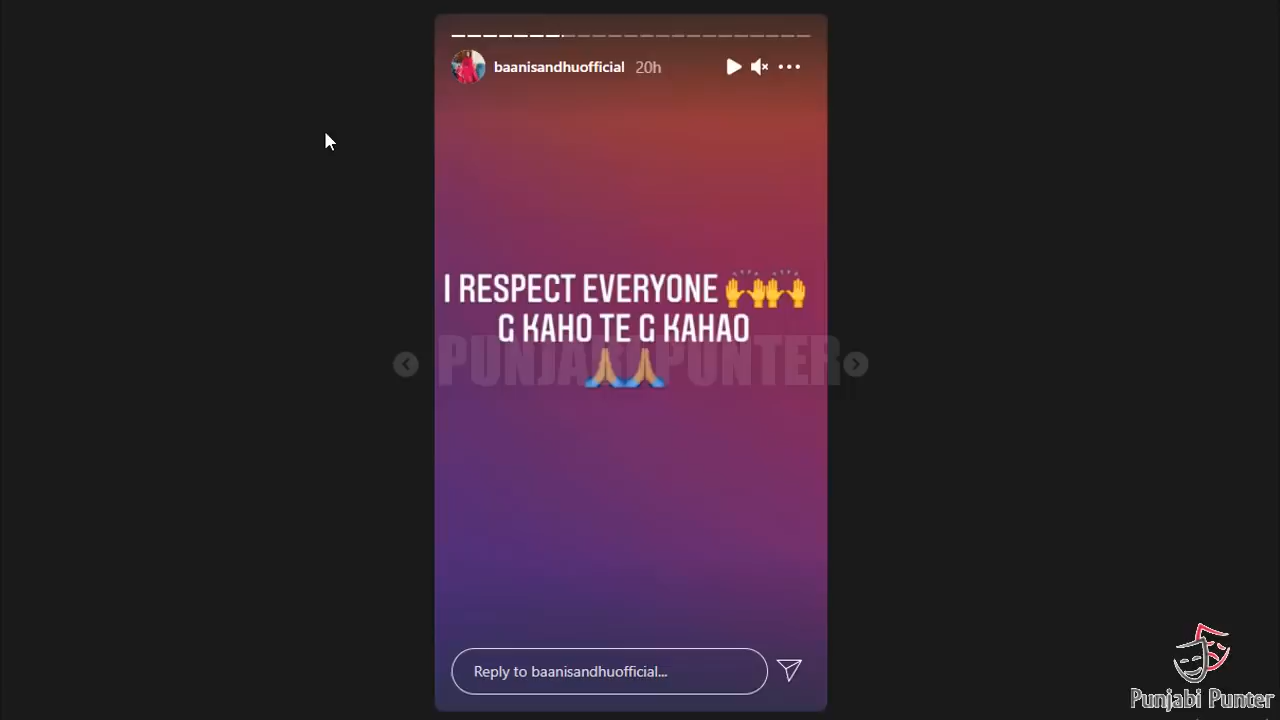 baanisandhuofficial 20h
I RESPECT EVERYONE 🙌🙌
G KAHO TE G KAHAO
🙏🙏
PUNJABI PUNTER
Reply to baanisandhuofficial...
Punjabi Punter